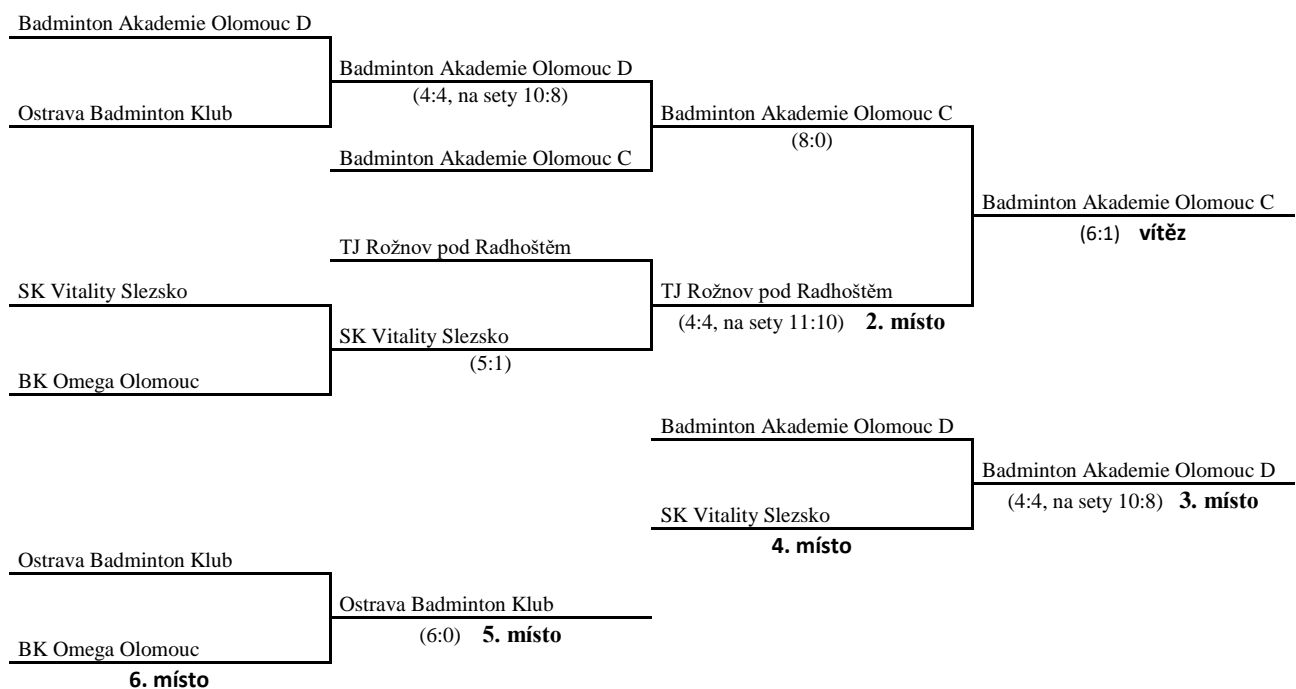 Badminton Akademie Olomouc D
Badminton Akademie Olomouc D
(4:4, na sety 10:8)
Ostrava Badminton Klub
Badminton Akademie Olomouc C
(8:0)
Badminton Akademie Olomouc C
Badminton Akademie Olomouc C
(6:1) vítěz
TJ Rožnov pod Radhoštěm
SK Vitality Slezsko
TJ Rožnov pod Radhoštěm
(4:4, na sety 11:10) 2. místo
SK Vitality Slezsko
(5:1)
BK Omega Olomouc
Badminton Akademie Olomouc D
Badminton Akademie Olomouc D
(4:4, na sety 10:8) 3. místo
SK Vitality Slezsko
4. místo
Ostrava Badminton Klub
Ostrava Badminton Klub
(6:0) 5. místo
BK Omega Olomouc
6. místo